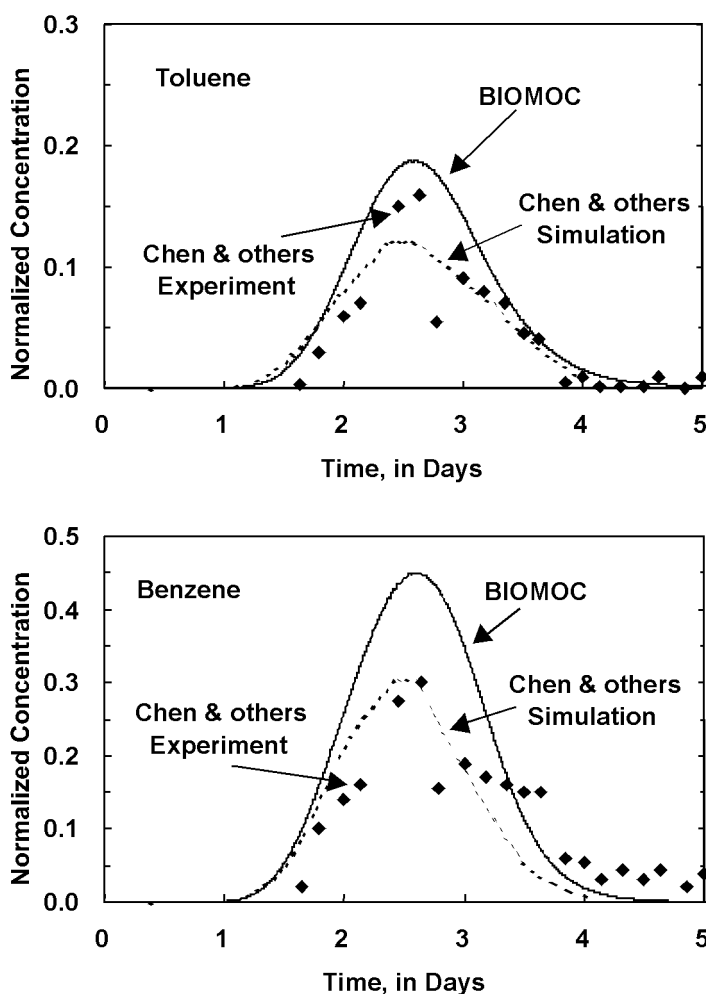 0.3
Toluene
BIOMOC
0.2
Normalized Concentration
Chen & others
Simulation
Chen & others
Experiment
0.1
0.0
0 1 2 3 4 5
Time, in Days
0.5
Benzene
BIOMOC
0.4
Normalized Concentration
0.3
Chen & others
Simulation
Chen & others
Experiment
0.2
0.1
0.0
0 1 2 3 4 5
Time, in Days